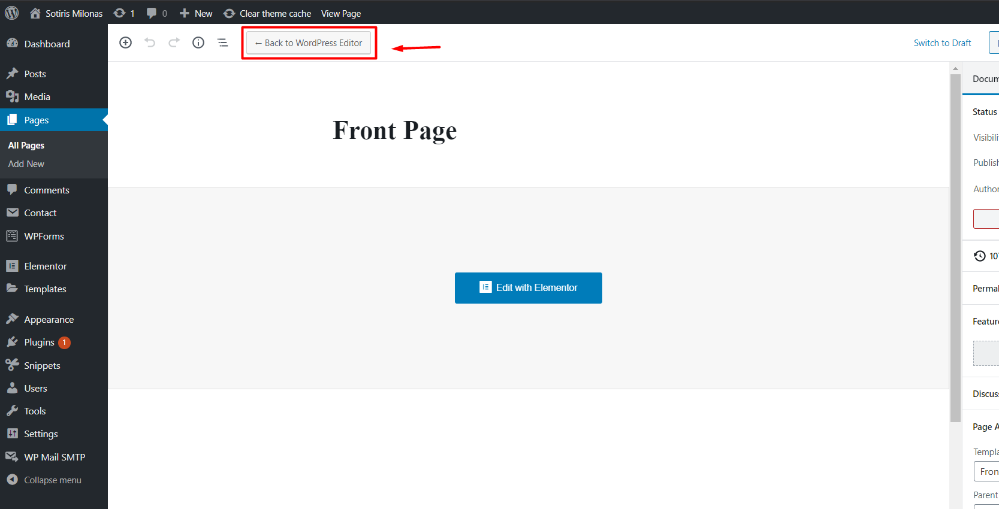 Sotiris Milonas 1 0 New Clear theme cache View Page
Dashboard
Posts
Media
Pages
All Pages
Add New
Comments
Contact
WPForms
Elementor
Templates
Appearance
Plugins 1
Snippets
Users
Tools
Settings
WP Mail SMTP
Collapse menu
← Back to WordPress Editor
Switch to Draft
Front Page
Edit with Elementor
Docum
Status
Visibili
Publish
Author
10
Permal
Feature
Discus
Page A
Templa
Fron
Parent